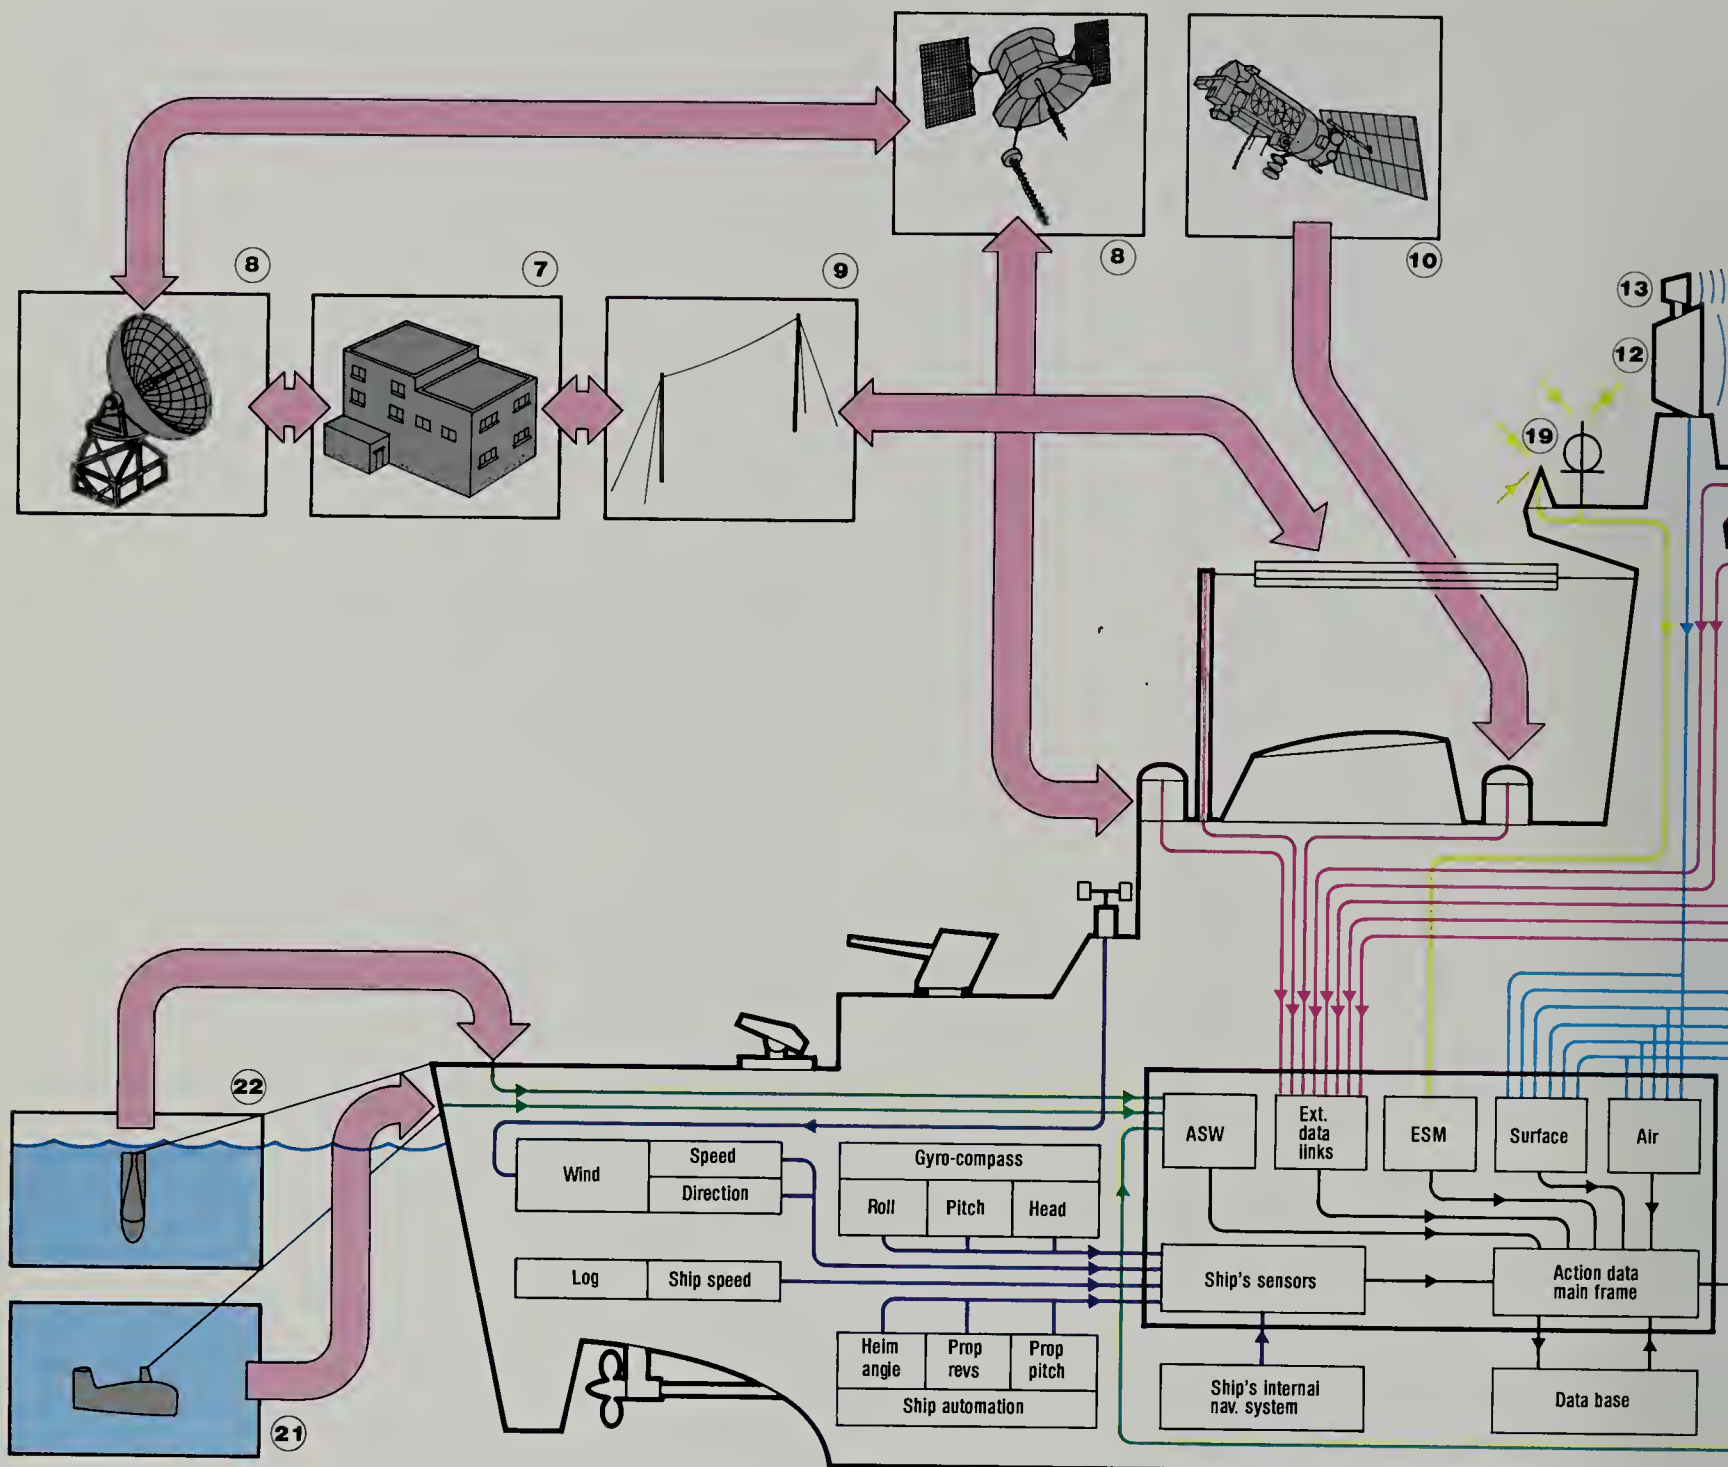 8
10
13
8
7
9
12
19
22
ASW
Ext.
data
links
ESM
Surface
Air
Wind
Speed
Direction
Gyro-compass
Roll
Pitch
Head
Log
Ship speed
Ship's sensors
Action data
main frame
Helm
angle
Prop
revs
Prop
pitch
Ship automation
Ship's internal
nav. system
Data base
21